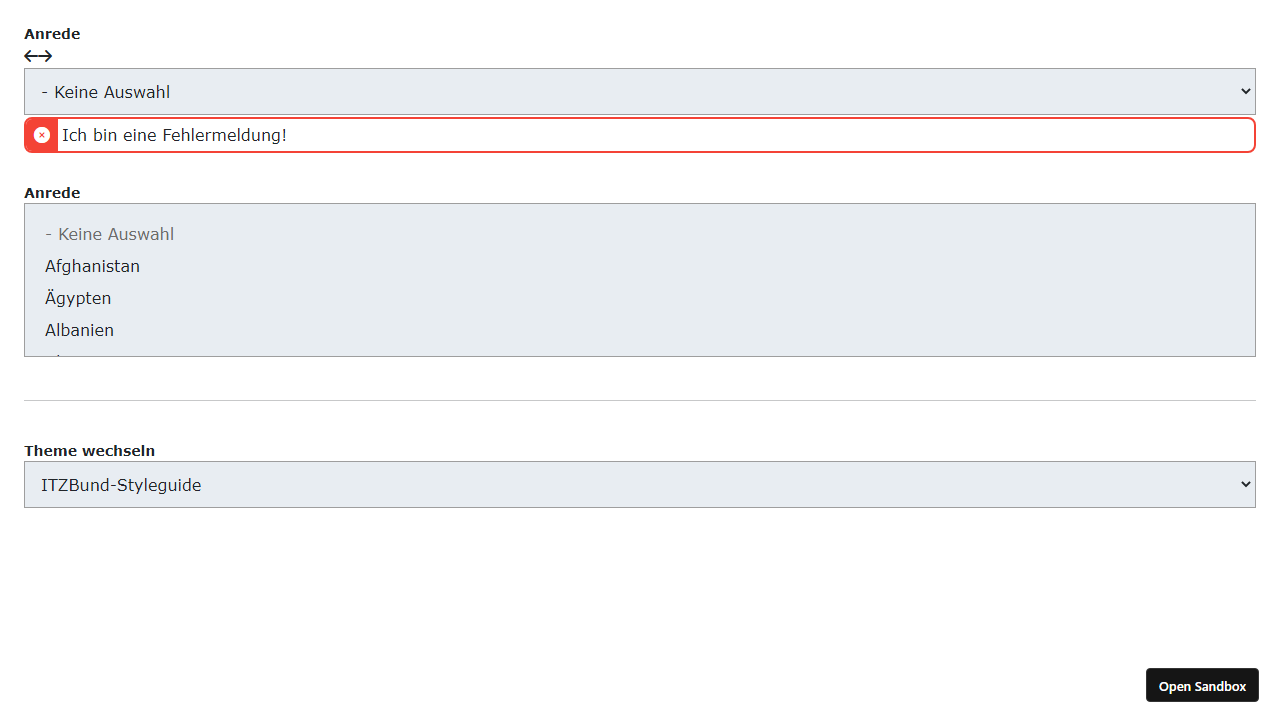 Anrede
- Keine Auswahl
Ich bin eine Fehlermeldung!
Anrede
- Keine Auswahl
Afghanistan
Ägypten
Albanien
Theme wechseln
ITZBund-Styleguide
Open Sandbox